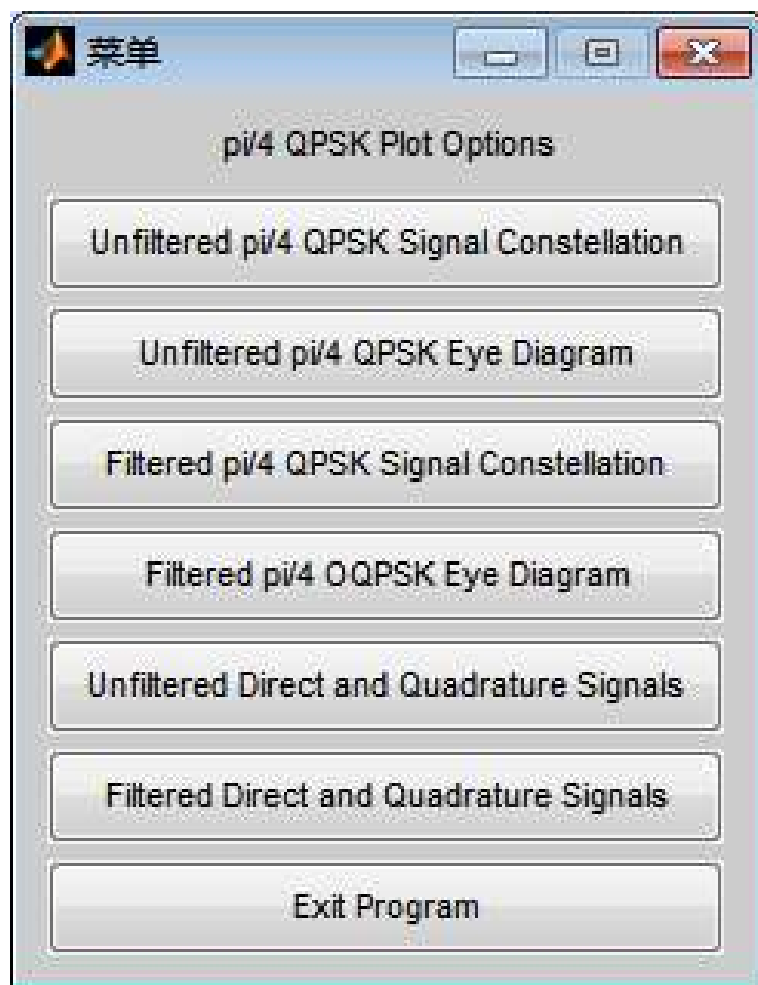 菜单
pi/4 QPSK Plot Options
Unfiltered pi/4 QPSK Signal Constellation
Unfiltered pi/4 QPSK Eye Diagram
Filtered pi/4 QPSK Signal Constellation
Filtered pi/4 OQPSK Eye Diagram
Unfiltered Direct and Quadrature Signals
Filtered Direct and Quadrature Signals
Exit Program